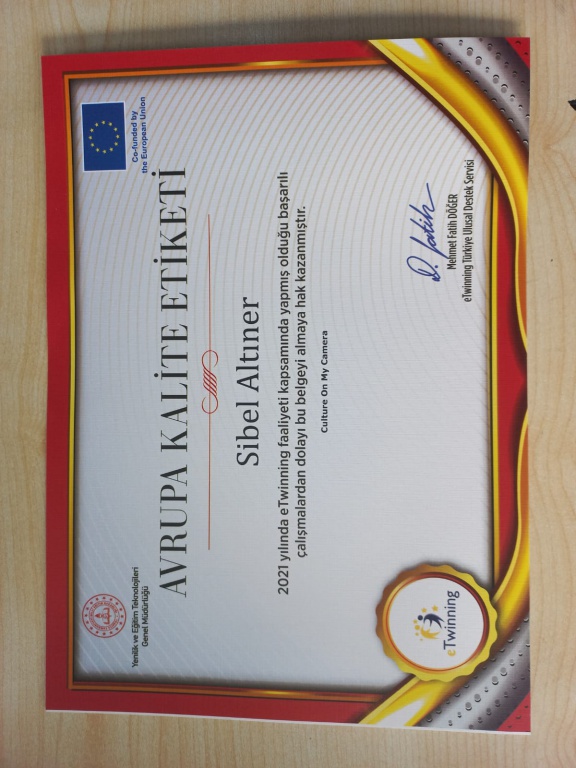 Yenilik ve Eğitim Teknolojileri
Genel Müdürlüğü
Co-funded by
the European Union
AVRUPA KALİTE ETİKETİ
Sibel Altıner
2021 yılında eTwinning faaliyeti kapsamında yapmış olduğu başarılı
çalışmalardan dolayı bu belgeyi almaya hak kazanmıştır.
Culture On My Camera
eTwinning
D. Fatih
Mehmet Fatih DÖĞER
eTwinning Türkiye Ulusal Destek Servisi